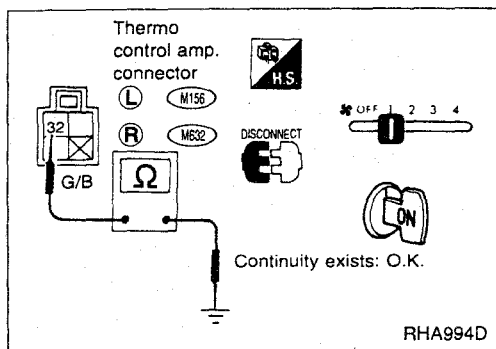 Thermo
control amp.
connector
L M156
R M632
H.S.
DISCONNECT
OFF 1 2 3 4
32
G/B
Ω
ON
Continuity exists: O.K.
RHA994D